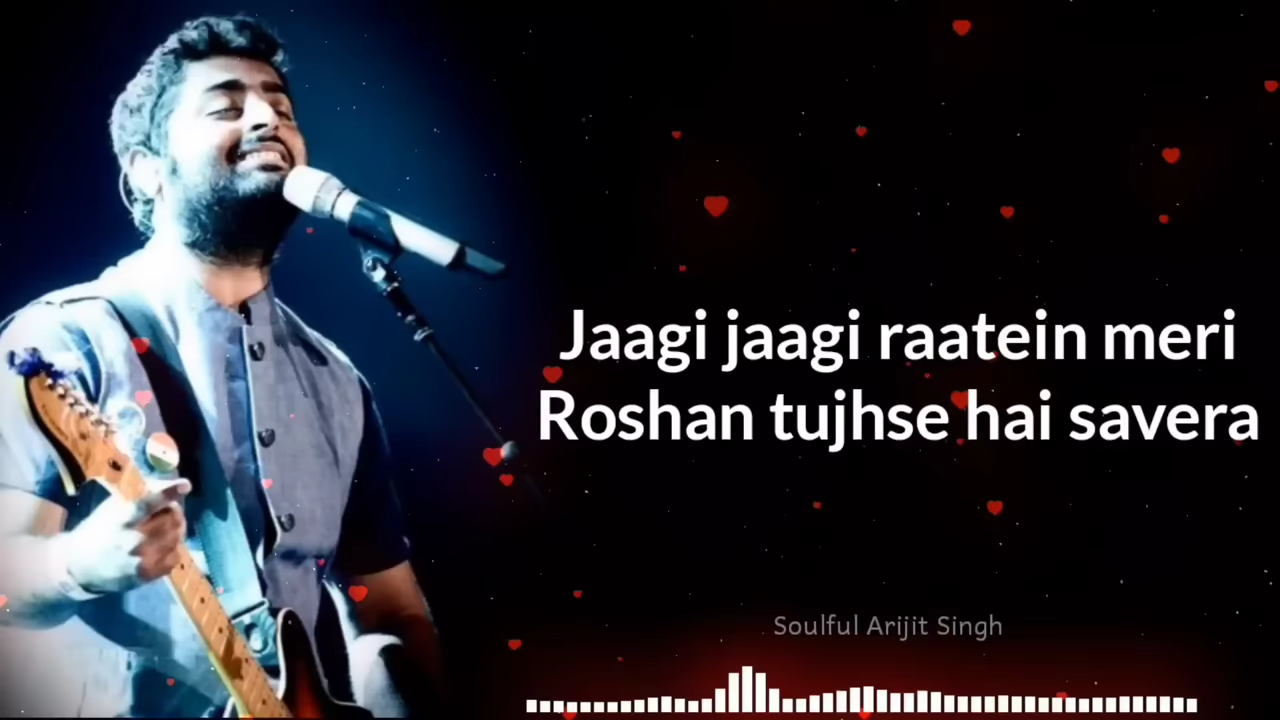 Jaagi jaagi raatein meri
Roshan tujhse hai savera
Soulful Arijit Singh